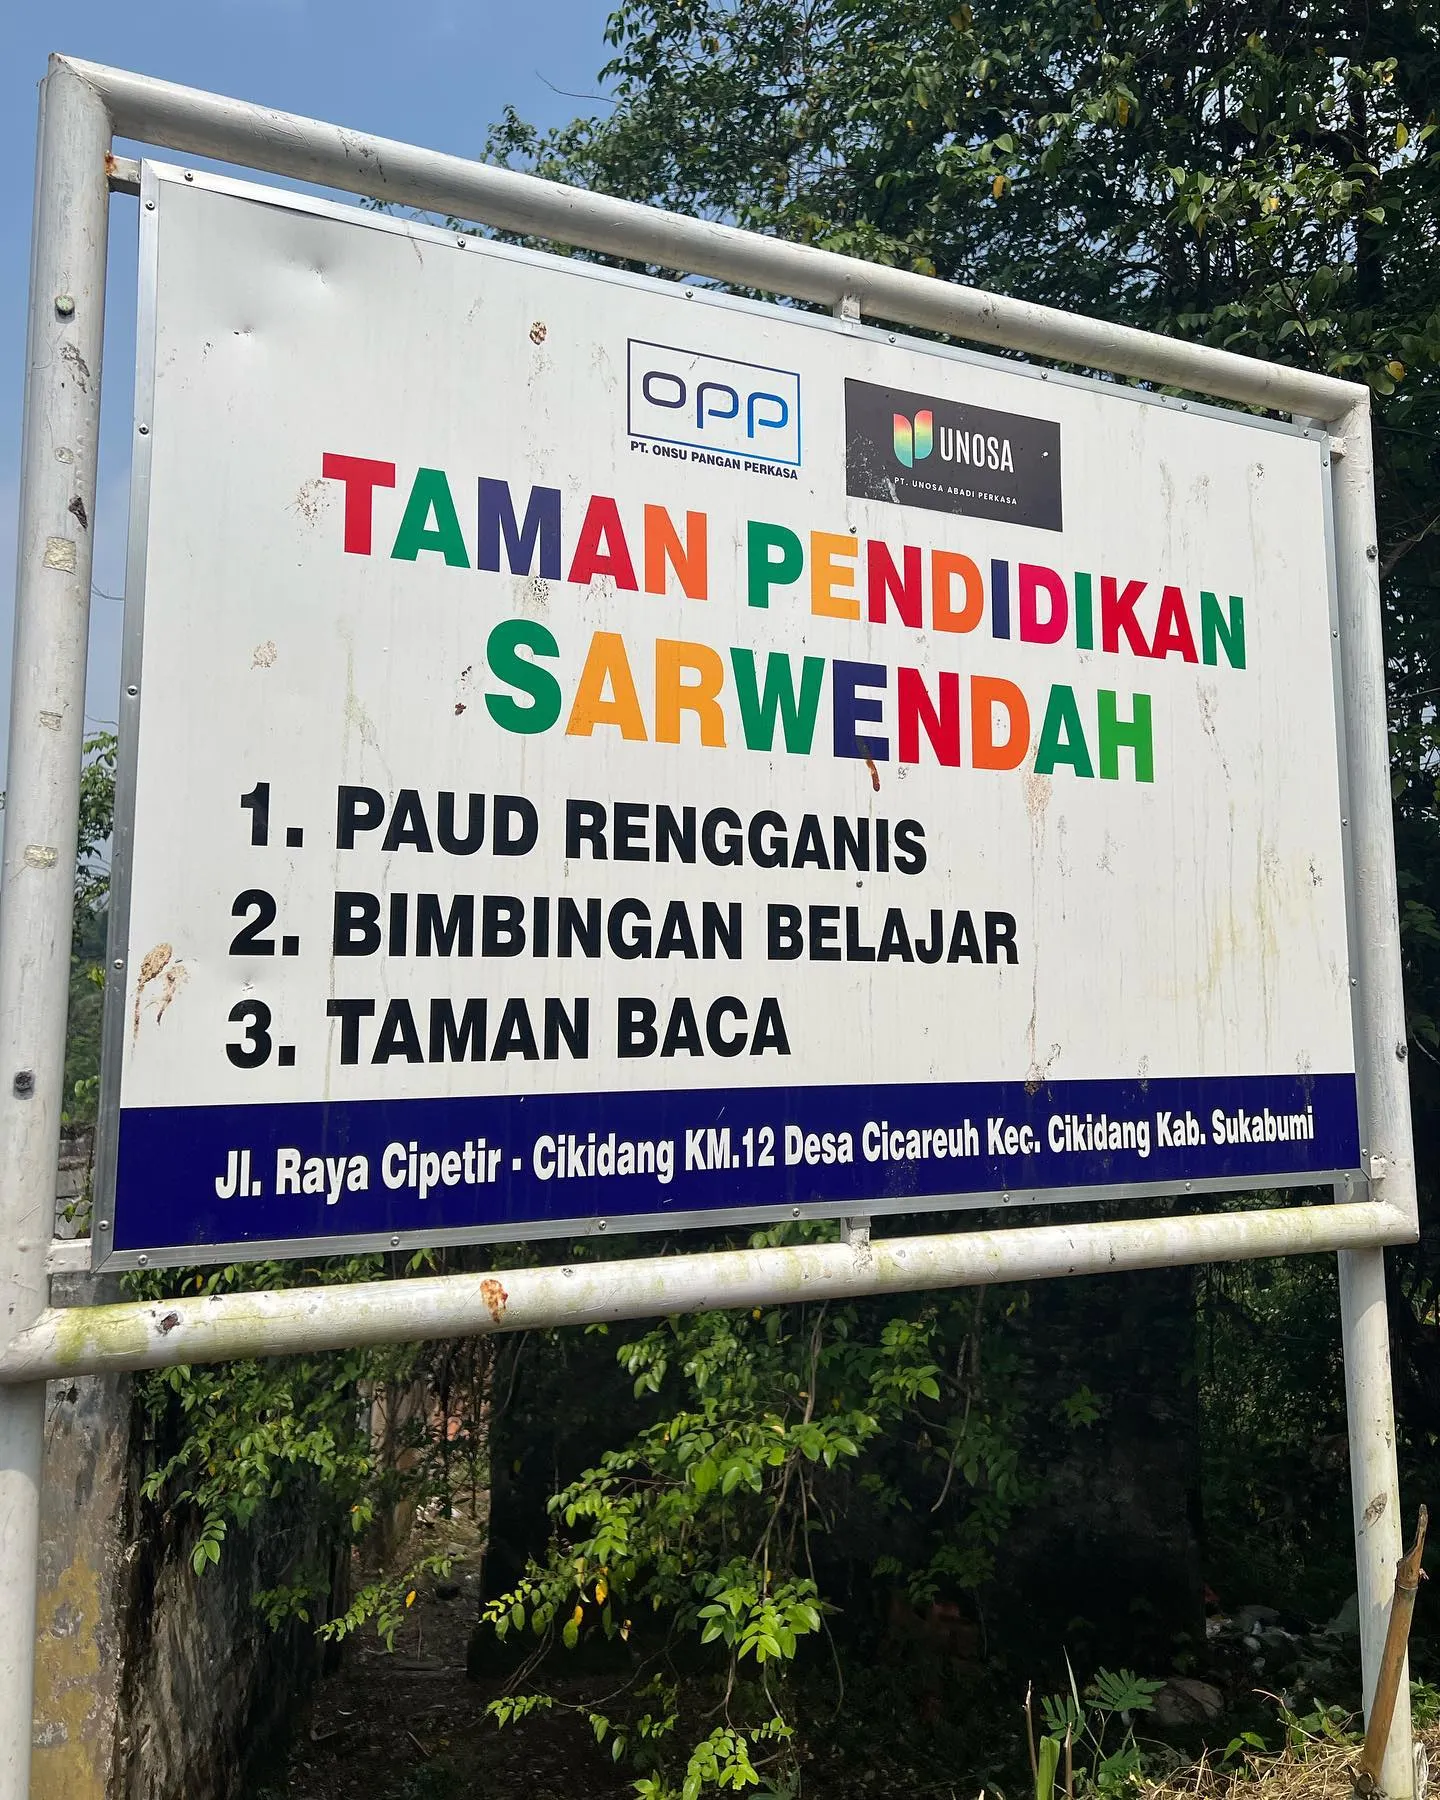 opp
PT. ONSU PANGAN PERKASA
UNOSA
PT. UNOSA ABADI PERKASA
TAMAN PENDIDIKAN
SARWENDAH
1. PAUD RENGGANIS
2. BIMBINGAN BELAJAR
3. TAMAN BACA
Jl. Raya Cipetir - Cikidang KM.12 Desa Cicareuh Kec. Cikidang Kab. Sukabumi